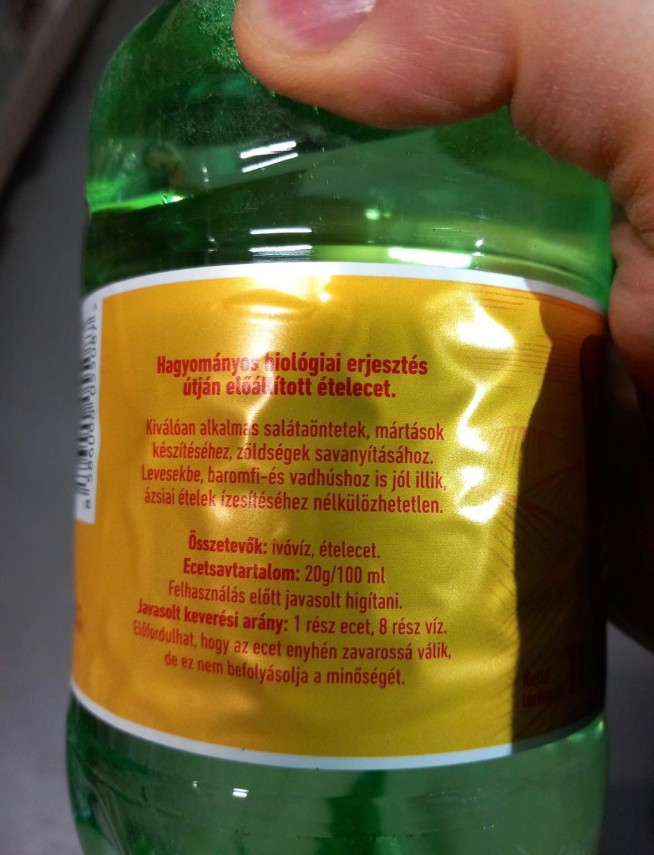 Hagyományos biológiai erjesztés
útján előállított ételecet.
Kiválóan alkalmas salátaöntetek, mártások
készítéséhez, zöldségek savanyításához.
Levesekbe, baromfi-és vadhúshoz is jól illik,
ázsiai ételek ízesítéséhez nélkülözhetetlen.
Összetevők: ivóvíz, ételecet.
Ecetsavtartalom: 20g/100 ml
Felhasználás előtt javasolt higítani.
Javasolt keverési arány: 1 rész ecet, 8 rész víz.
Előfordulhat, hogy az ecet enyhén zavarossá válik,
de ez nem befolyásolja a minőségét.